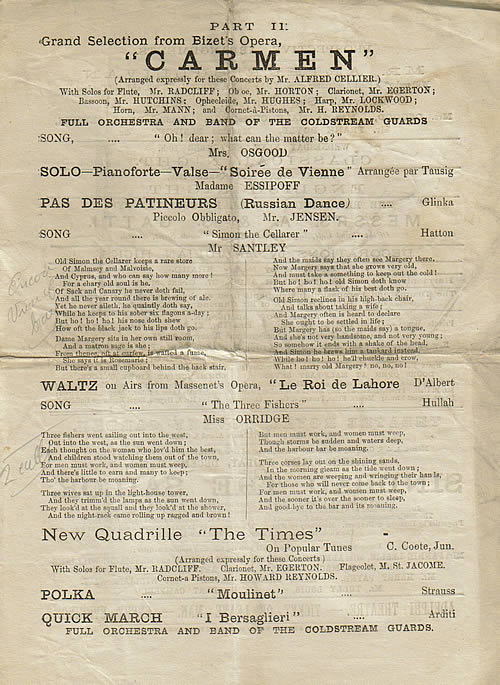 PART II
Grand Selection from Bizet's Opera,
"CARMEN"
(Arranged expressly for these Concerts by Mr. ALFRED CELLIER.)
With Solos for Flute, Mr. RADCLIFF; Oboe, Mr. HORTON; Clarionet, Mr. EGERTON;
Bassoon, Mr. HUTCHINS; Opheeleide, Mr. HUGHES; Harp, Mr. LOCKWOOD;
Horn, Mr. MANN; and Cornet-à-Pistons, Mr. H. REYNOLDS.
FULL ORCHESTRA AND BAND OF THE COLDSTREAM GUARDS
SONG, .... "Oh! dear; what can the matter be?"
Mrs. OSGOOD
SOLO—Pianoforte—Valse—"Soirée de Vienne" Arrangée par Tausig
Madame ESSIPOFF
PAS DES PATINEURS (Russian Dance) .... Glinka
Piccolo Obbligato, Mr. JENSEN.
SONG .... "Simon the Cellarer" .... Hatton
Mr SANTLEY
Old Simon the Cellarer keeps a rare store
Of Malmsey and Malvoisie,
And Cyprus, and who can say how many more!
For a chary old soul is he.
Of Sack and Canary he never doth fail,
And all the year round there is brewing of ale.
Yet he never aileth, he quaintly doth say,
While he keeps to his sober six flagons a-day;
But ho! ho! ho! his nose doth shew
How oft the black jack to his lips doth go.
Dame Margery sits in her own still room,
And a matron sage is she;
From thence oft at curfew is wafted a fume,
She says it is Rosemarie;
But there's a small cupboard behind the back stair,
And the maids say they often see Margery there.
Now Margery says that she grows very old,
And must take a something to keep out the cold!
But ho! ho! ho! old Simon doth know
Where many a flask of his best doth go.
Old Simon reclines in his high-back chair,
And talks about taking a wife;
And Margery often is heard to declare
She ought to be settled in life;
But Margery has (so the maids say) a tongue,
And she's not very handsome, and not very young;
So somehow it ends with a shake of the head,
And Simon he brews him a tankard instead.
While ho! ho! ho! he'll chuckle and crow,
What! marry old Margery? no, no, no!
WALTZ on Airs from Massenet's Opera, "Le Roi de Lahore D'Albert
SONG .... "The Three Fishers" .... Hullah
Miss ORRIDGE
Three fishers went sailing out into the west,
Out into the west, as the sun went down;
Each thought on the woman who lov'd him the best,
And children stood watching them out of the town,
For men must work, and women must weep,
And there's little to earn and many to keep;
Tho' the harbour be moaning.
Three wives sat up in the light-house tower,
And they trimm'd the lamps as the sun went down,
They look'd at the squall and they look'd at the shower,
And the night-rack came rolling up ragged and brown!
But men must work, and women must weep,
Though storms be sudden and waters deep,
And the harbour bar be moaning.
Three corses lay out on the shining sands,
In the morning gleam as the tide went down;
And the women are weeping and wringing their hands,
For those who will never come back to the town;
For men must work, and women must weep,
And the sooner it's over the sooner to sleep,
And good-bye to the bar and its moaning.
New Quadrille "The Times"
On Popular Tunes C. Coote, Jun.
(Arranged expressly for these Concerts)
With Solos for Flute, Mr. RADCLIFF. Clarionet, Mr. EGERTON. Flageolet, M. St. JACOME.
Cornet-a Pistons, Mr. HOWARD REYNOLDS.
POLKA .... "Moulinet" .... Strauss
QUICK MARCH "I Bersaglieri" .... Arditi
FULL ORCHESTRA AND BAND OF THE COLDSTREAM GUARDS.